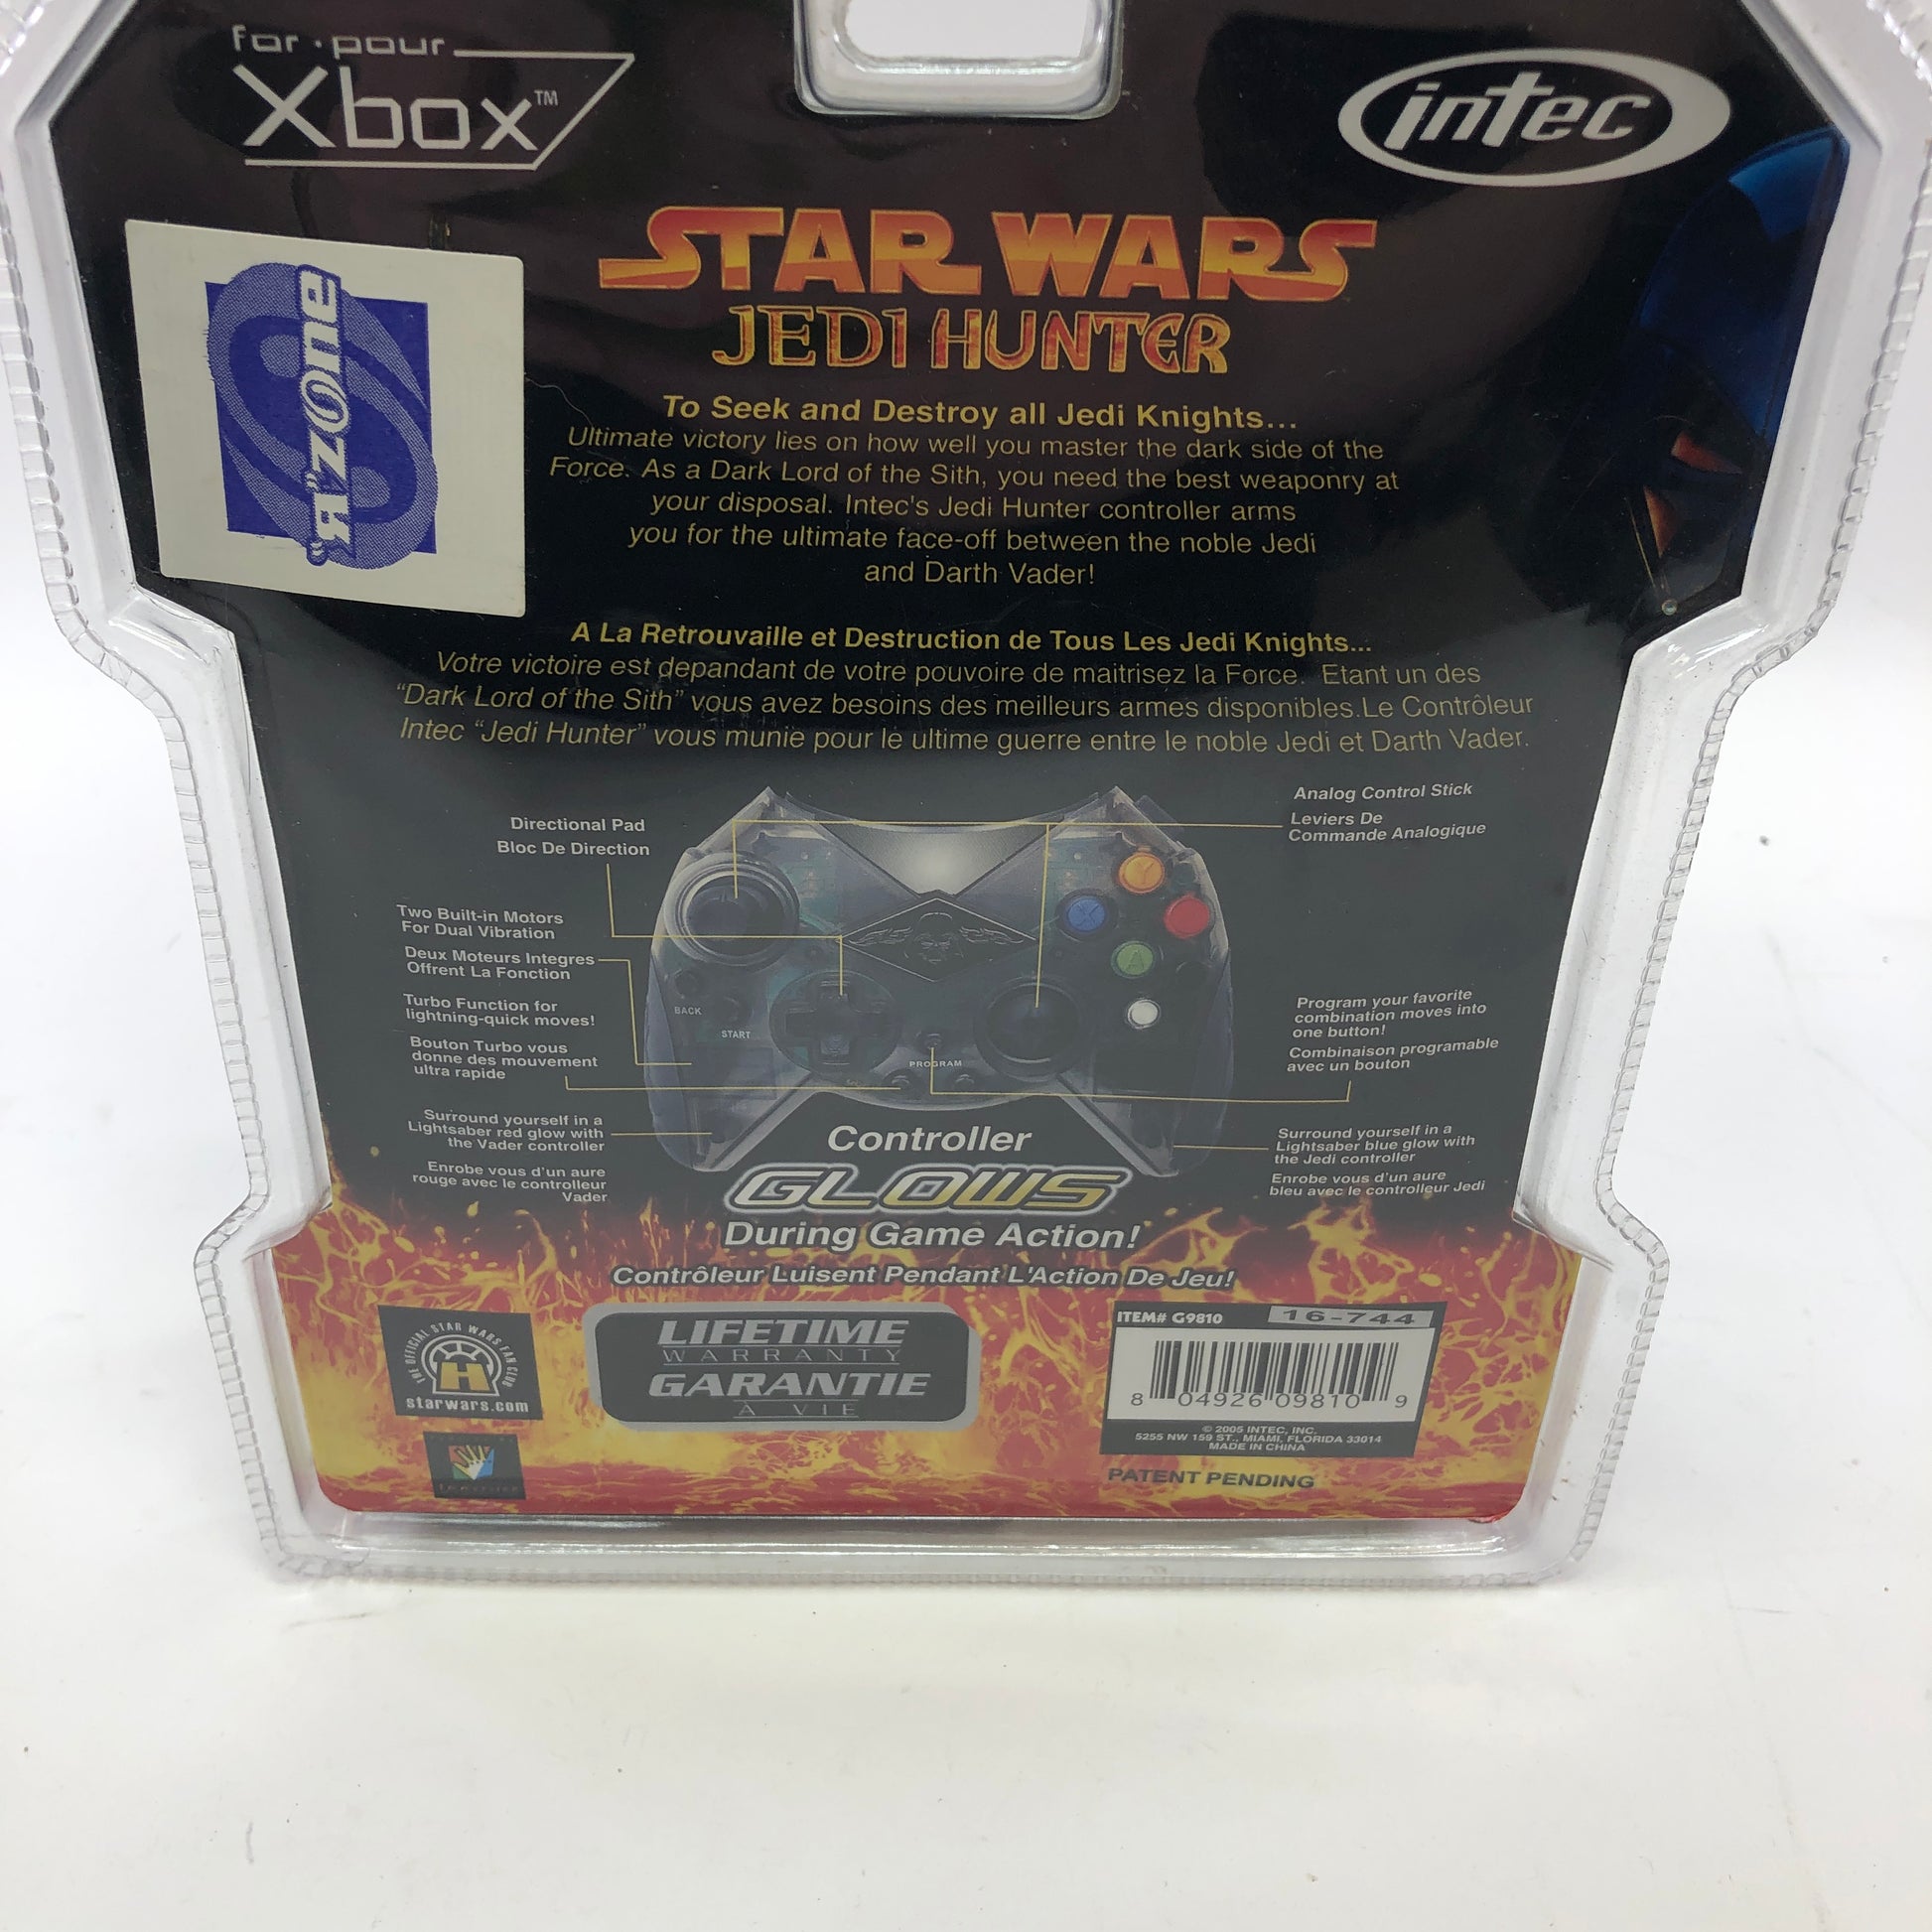 for · pour
Xbox™
intec
"R"zone
STAR WARS
JEDI HUNTER
To Seek and Destroy all Jedi Knights...
Ultimate victory lies on how well you master the dark side of the
Force. As a Dark Lord of the Sith, you need the best weaponry at
your disposal. Intec's Jedi Hunter controller arms
you for the ultimate face-off between the noble Jedi
and Darth Vader!
A La Retrouvaille et Destruction de Tous Les Jedi Knights...
Votre victoire est depandant de votre pouvoire de maitrisez la Force. Etant un des
“Dark Lord of the Sith” vous avez besoins des meilleurs armes disponibles.Le Contrôleur
Intec “Jedi Hunter” vous munie pour le ultime guerre entre le noble Jedi et Darth Vader.
Directional Pad
Bloc De Direction
Two Built-in Motors
For Dual Vibration
Deux Moteurs Integres
Offrent La Fonction
Turbo Function for
lightning-quick moves!
Bouton Turbo vous
donne des mouvement
ultra rapide
Surround yourself in a
Lightsaber red glow with
the Vader controller
Enrobe vous d'un aure
rouge avec le controlleur
Vader
Analog Control Stick
Leviers De
Commande Analogique
Y
X
A
BACK
START
PROGRAM
Program your favorite
combination moves into
one button!
Combinaison programable
avec un bouton
Surround yourself in a
Lightsaber blue glow with
the Jedi controller
Enrobe vous d'un aure
bleu avec le controlleur Jedi
Controller
GLOWS
During Game Action!
Contrôleur Luisent Pendant L'Action De Jeu!
THE OFFICIAL STAR WARS FAN CLUB
H
starwars.com
LIFETIME
WARRANTY
GARANTIE
À VIE
ITEM# G9810
16-744
8 04926 09810 9
© 2005 INTEC, INC.
5255 NW 159 ST., MIAMI, FLORIDA 33014
MADE IN CHINA
PATENT PENDING